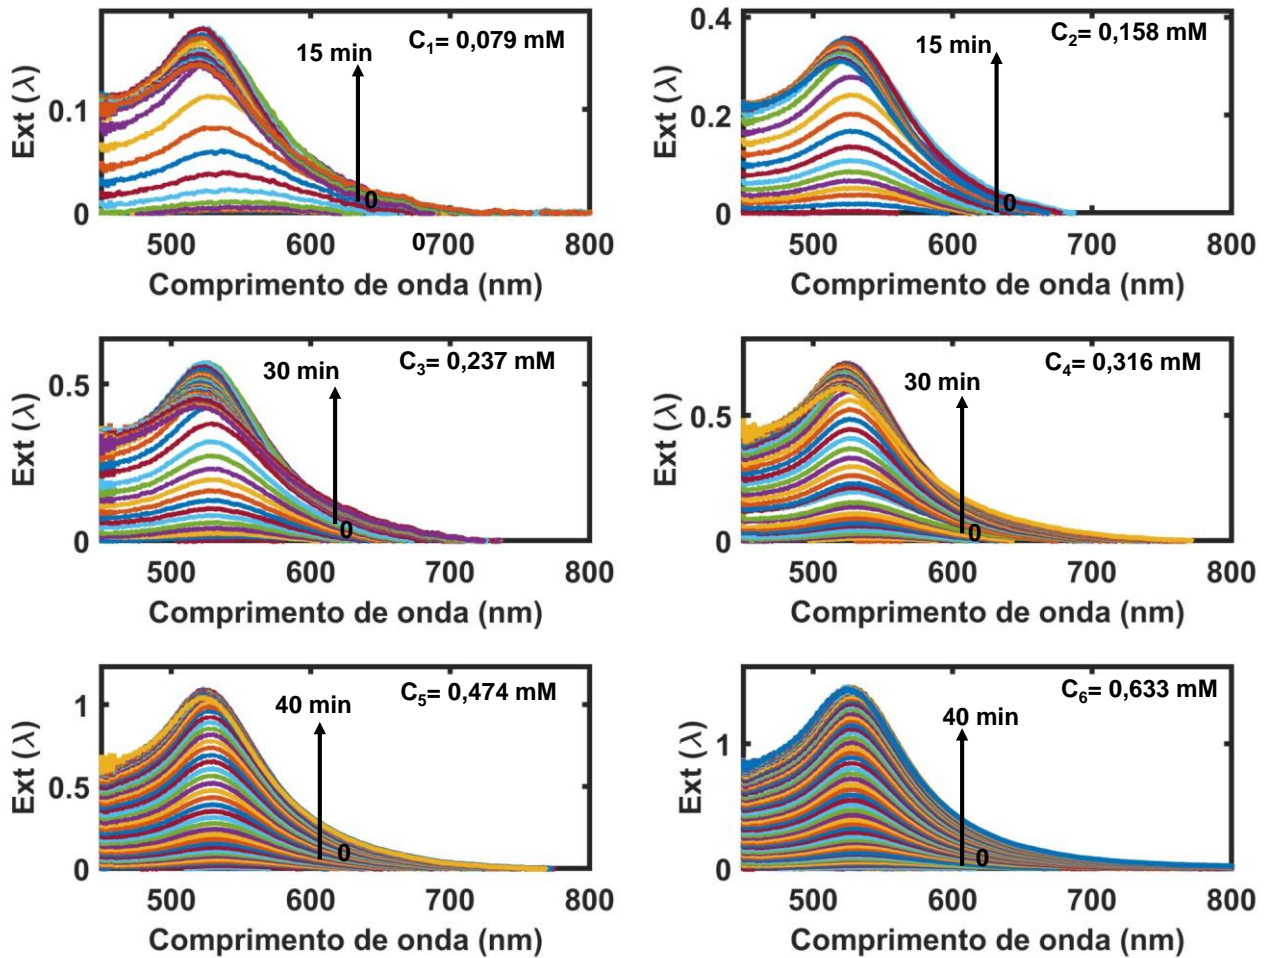 15 min
C₁= 0,079 mM
Ext (λ)
0.1
0
0
500 600 0700 800
Comprimento de onda (nm)
15 min
C₂= 0,158 mM
Ext (λ)
0.4
0.2
0
0
500 600 700 800
Comprimento de onda (nm)
30 min
C₃= 0,237 mM
Ext (λ)
0.5
0
0
500 600 700 800
Comprimento de onda (nm)
30 min
C₄= 0,316 mM
Ext (λ)
0.5
0
0
500 600 700 800
Comprimento de onda (nm)
40 min
C₅= 0,474 mM
Ext (λ)
1
0.5
0
0
500 600 700 800
Comprimento de onda (nm)
40 min
C₆= 0,633 mM
Ext (λ)
1
0
0
500 600 700 800
Comprimento de onda (nm)